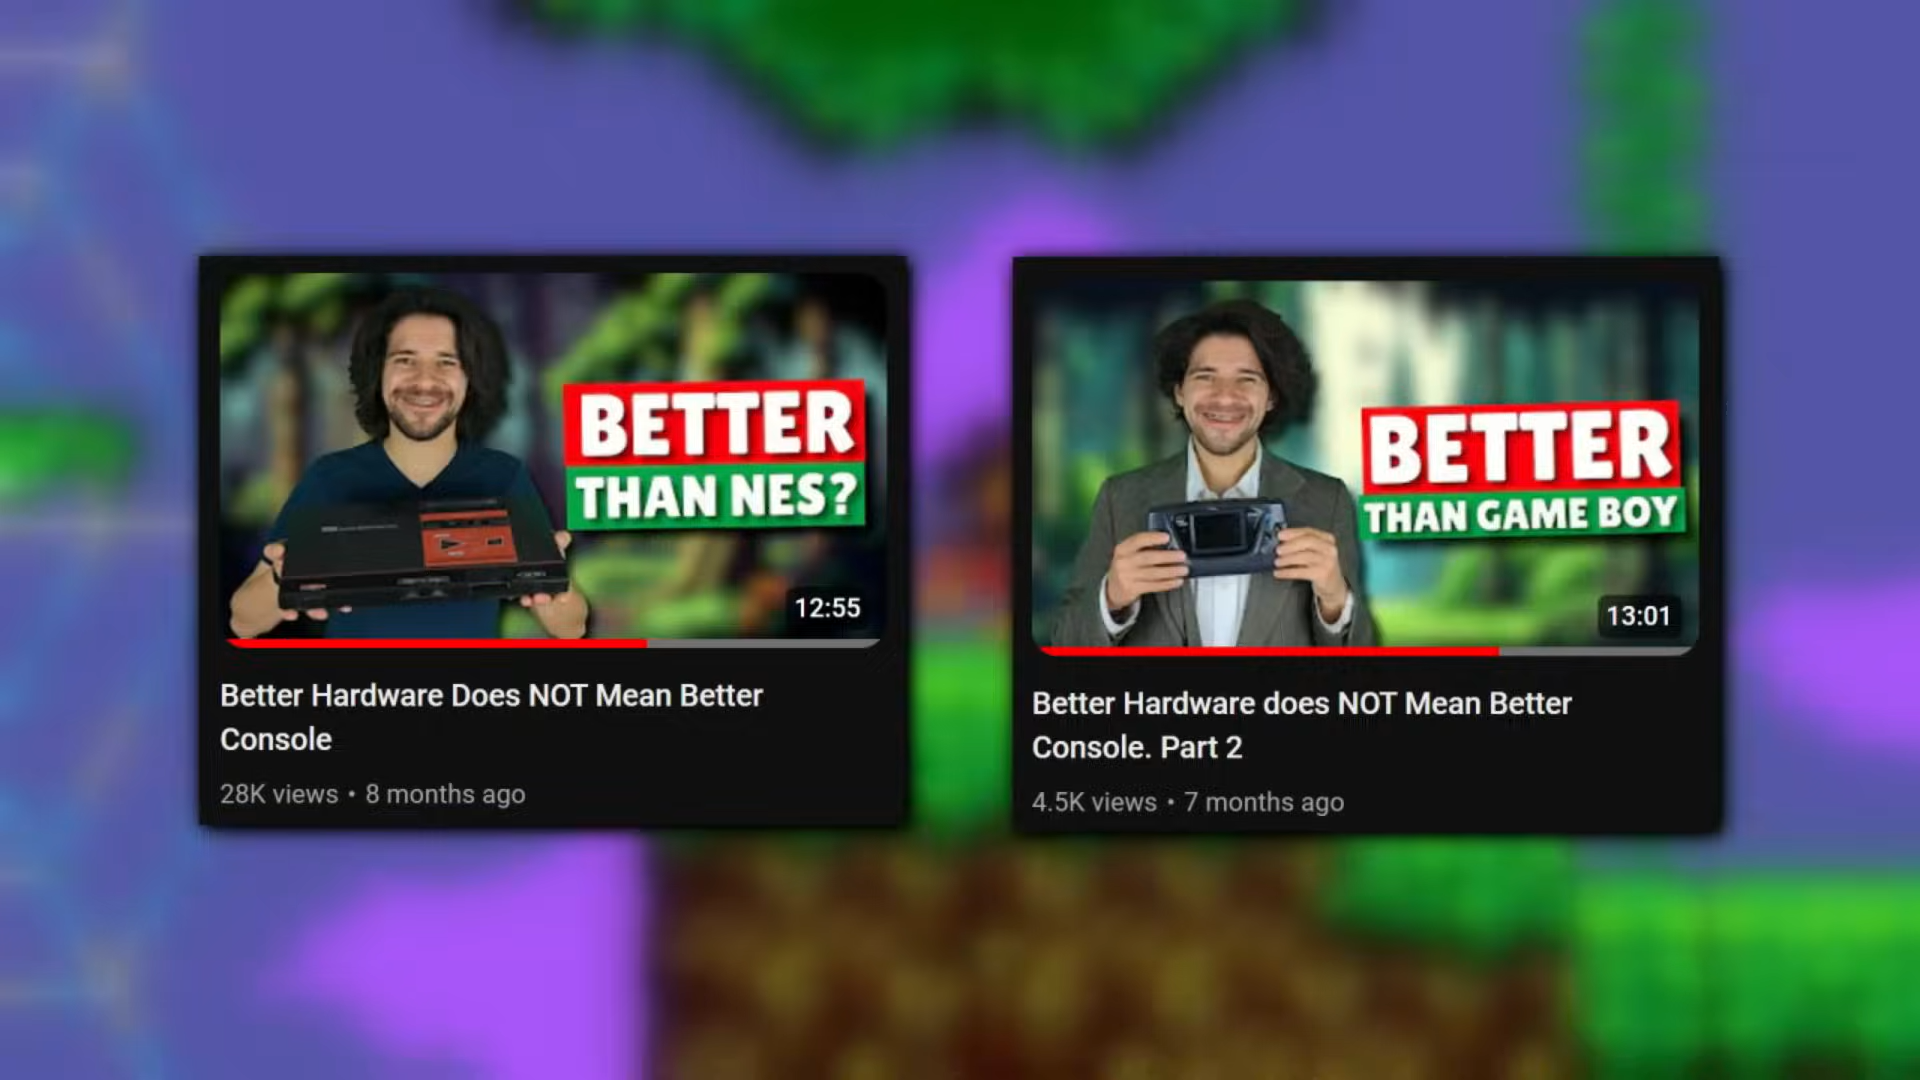 BETTER
THAN NES?
12:55
Better Hardware Does NOT Mean Better
Console
28K views • 8 months ago
BETTER
THAN GAME BOY
13:01
Better Hardware does NOT Mean Better
Console. Part 2
4.5K views • 7 months ago